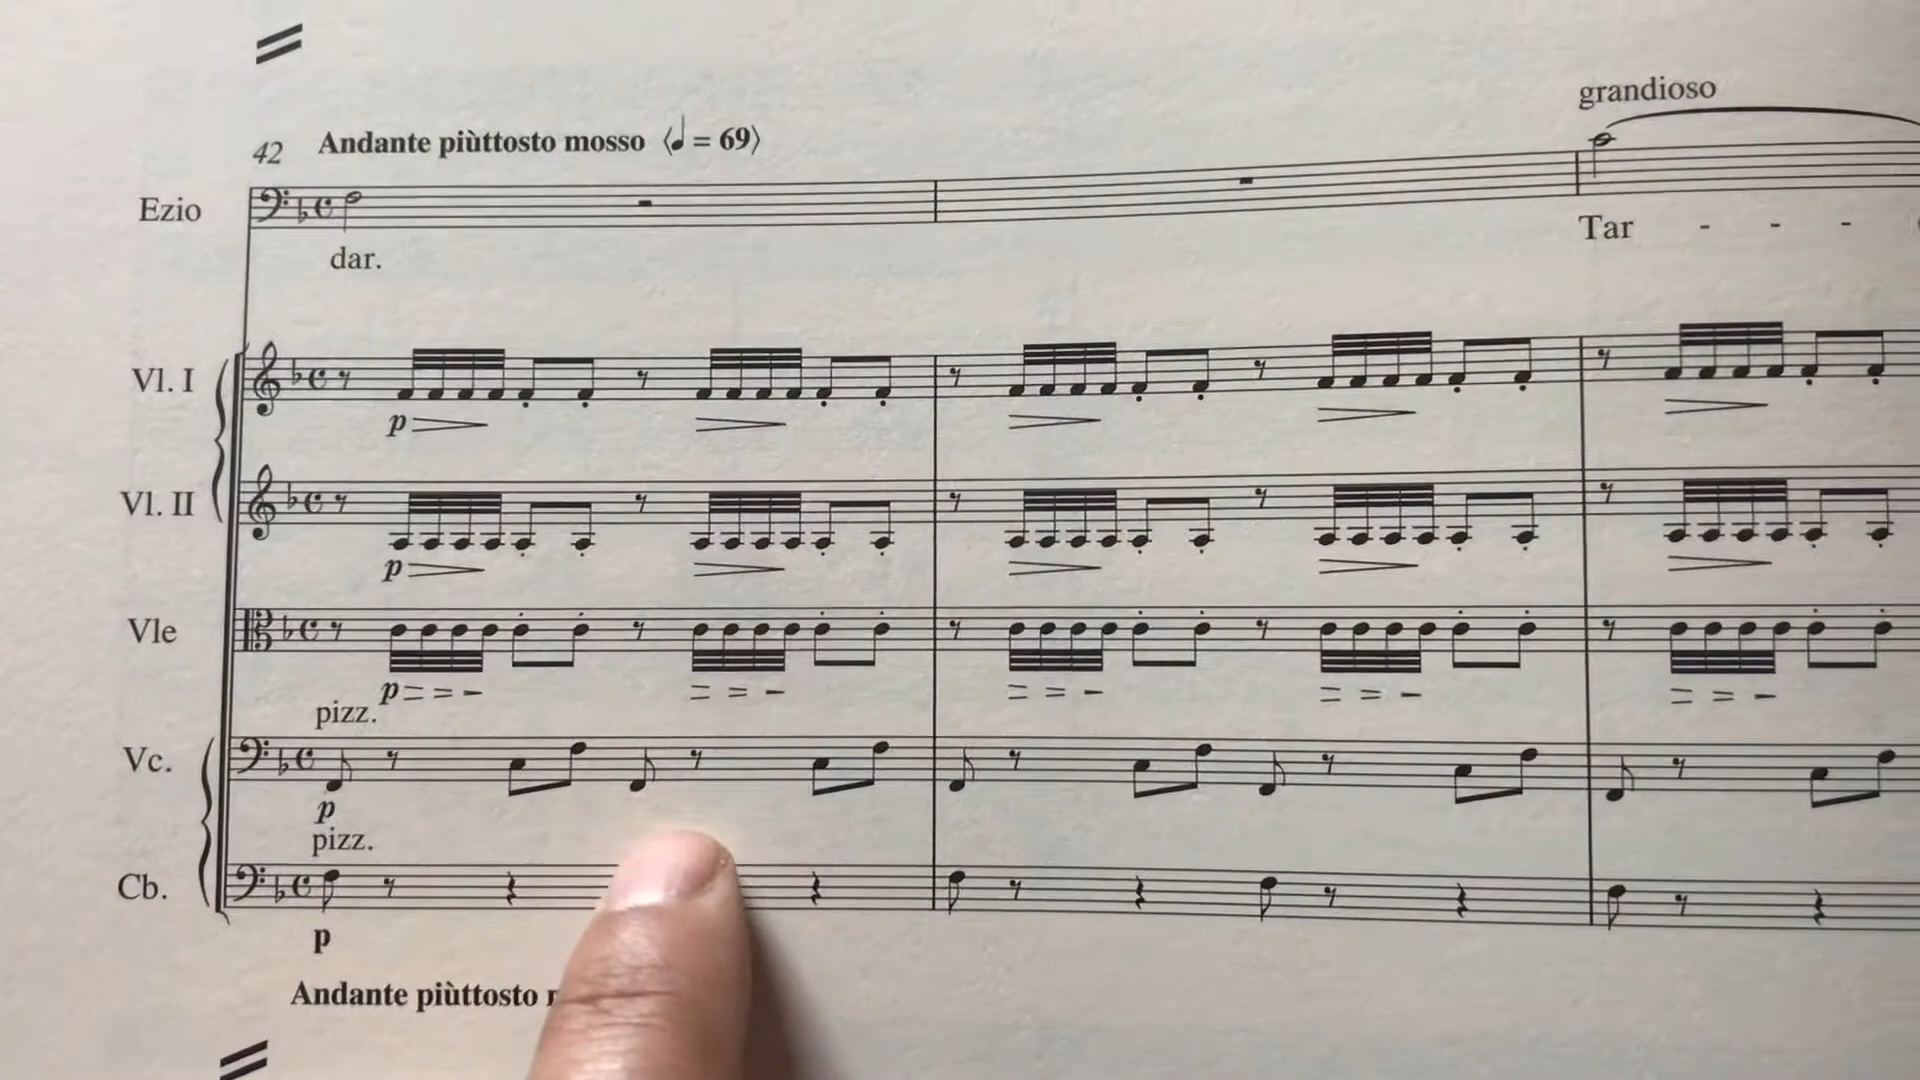 grandioso
42 Andante piùttosto mosso ⟨♩ = 69⟩
Ezio
dar. Tar - - -
Vl. I
p
Vl. II
p
Vle
p
pizz.
Vc.
p
pizz.
Cb.
p
Andante piùttosto